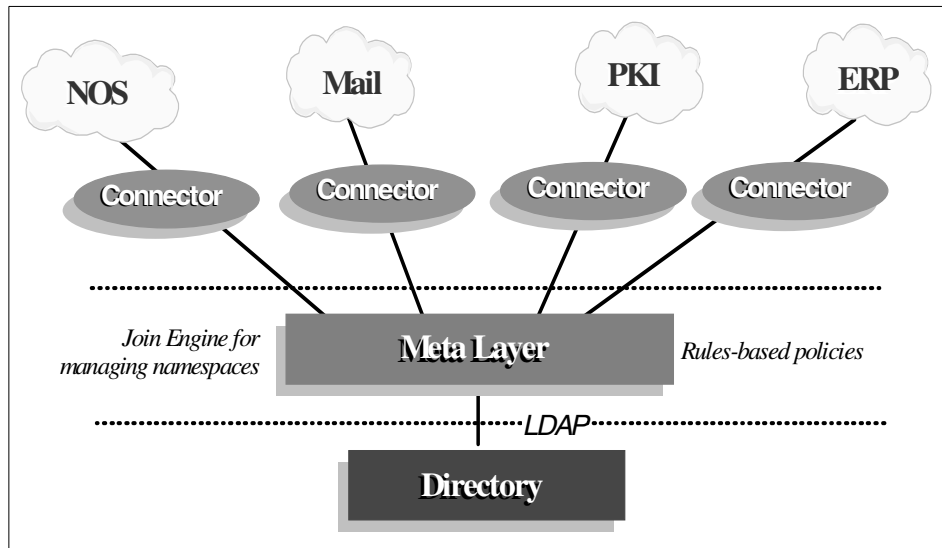 NOS
Mail
PKI
ERP
Connector
Connector
Connector
Connector
Join Engine for
managing namespaces
Meta Layer
Rules-based policies
LDAP
Directory